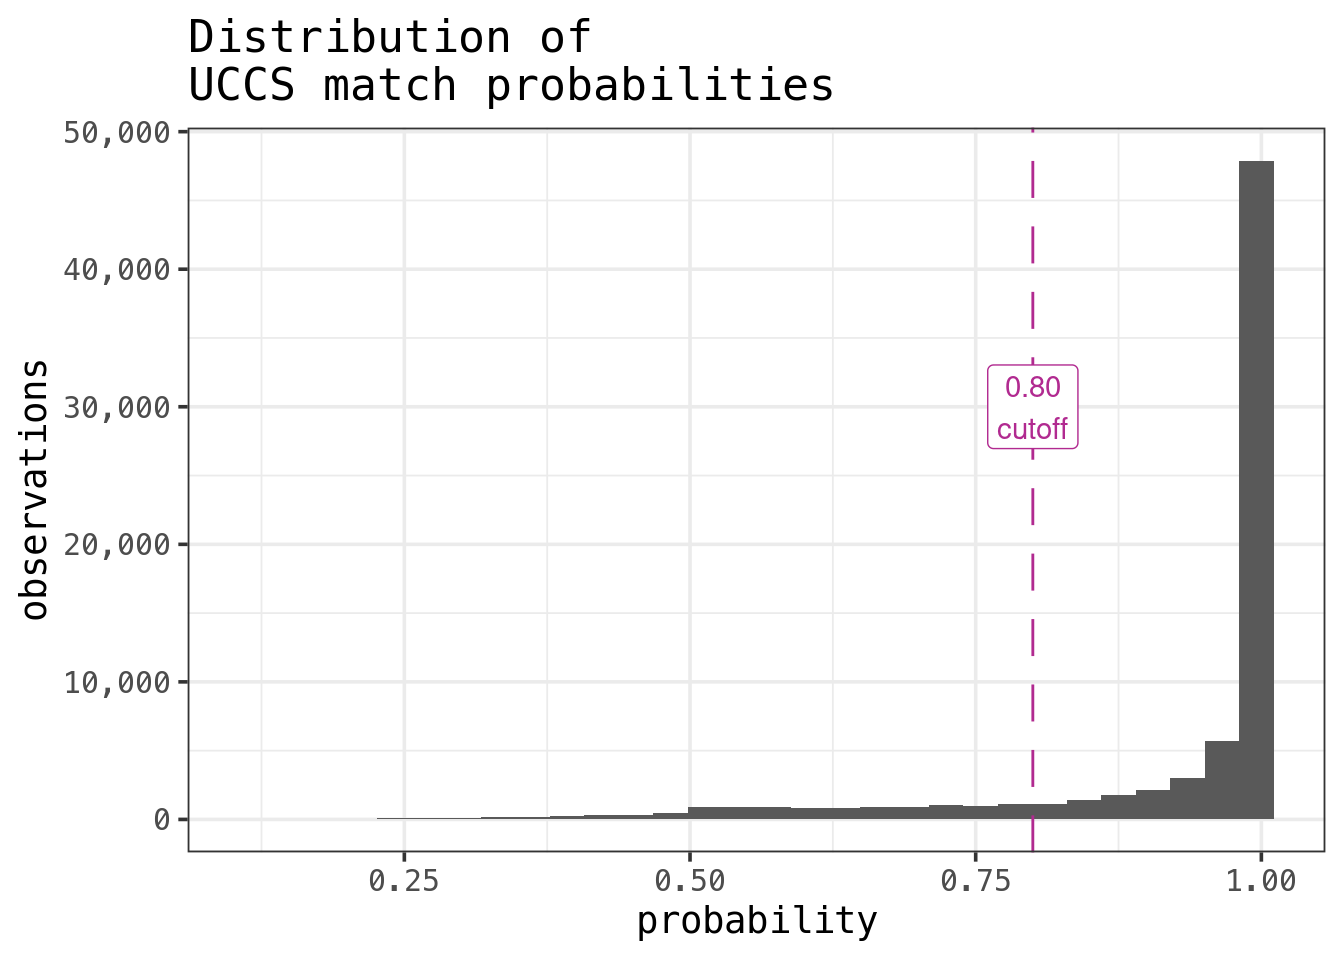 Distribution of
UCCS match probabilities
50,000
40,000
30,000
20,000
10,000
0
observations
0.80
cutoff
0.25
0.50
0.75
1.00
probability